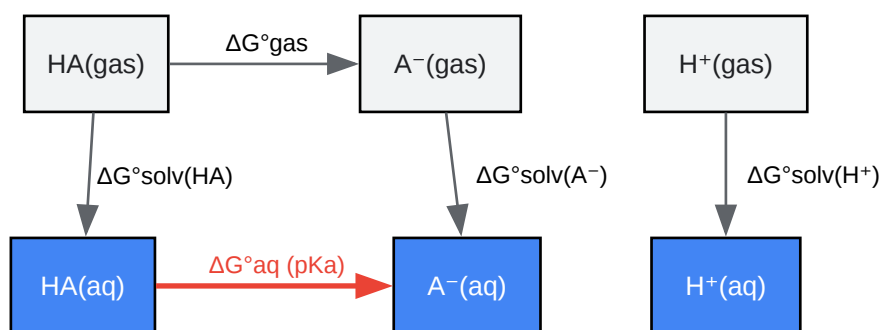 ΔG°gas
HA(gas)
A⁻(gas)
H⁺(gas)
ΔG°solv(HA)
ΔG°solv(A⁻)
ΔG°solv(H⁺)
ΔG°aq (pKa)
HA(aq)
A⁻(aq)
H⁺(aq)